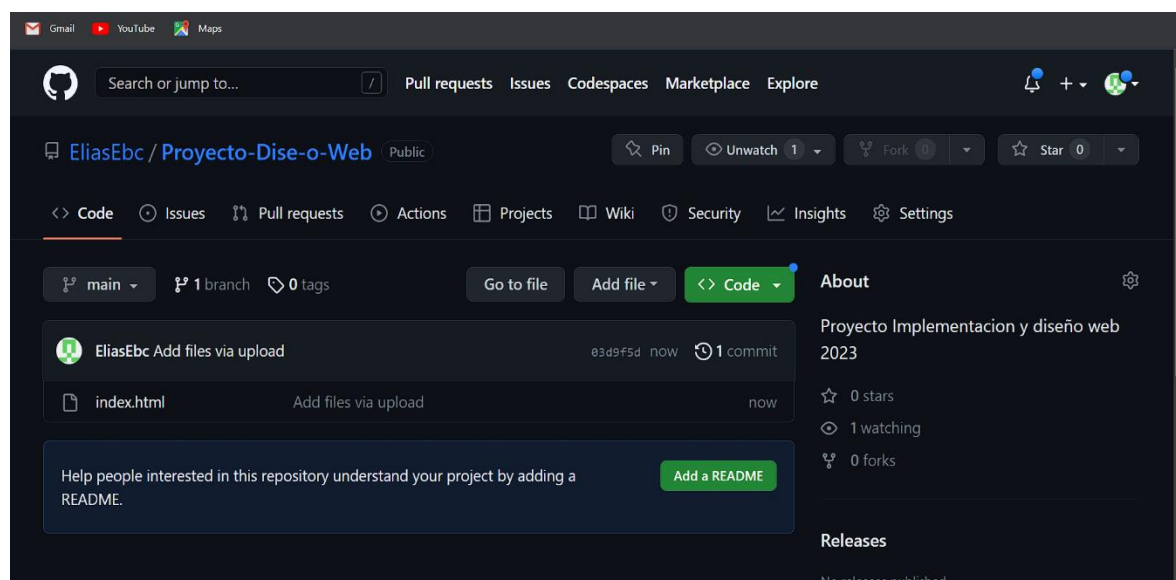 Gmail YouTube Maps
Search or jump to... / Pull requests Issues Codespaces Marketplace Explore
EliasEbc / Proyecto-Dise-o-Web Public Pin Unwatch 1 Fork 0 Star 0
Code Issues Pull requests Actions Projects Wiki Security Insights Settings
main 1 branch 0 tags Go to file Add file Code
EliasEbc Add files via upload 03d9f5d now 1 commit
index.html Add files via upload now
Help people interested in this repository understand your project by adding a
README.
Add a README
About
Proyecto Implementacion y diseño web
2023
0 stars
1 watching
0 forks
Releases
No releases published